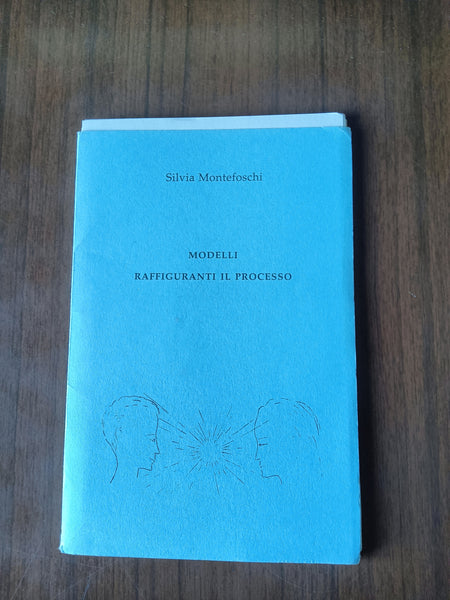 Silvia Montefoschi
MODELLI
RAFFIGURANTI IL PROCESSO